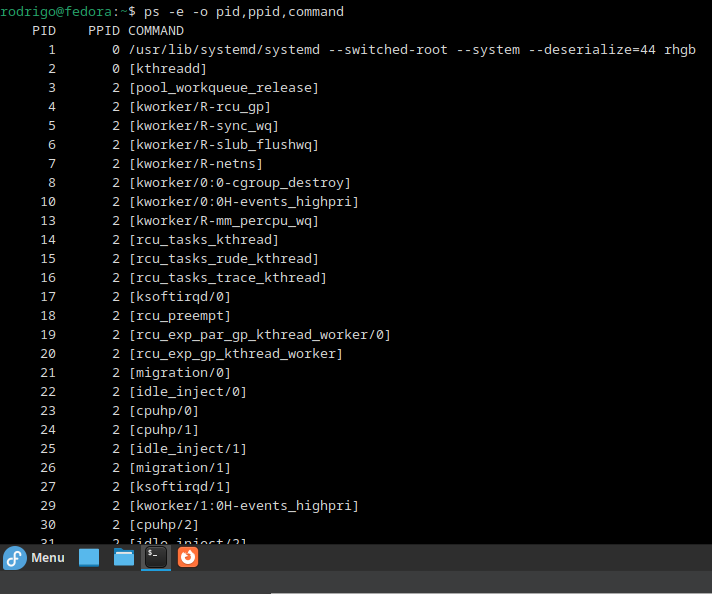 rodrigo@fedora:~$ ps -e -o pid,ppid,command
PID PPID COMMAND
1 0 /usr/lib/systemd/systemd --switched-root --system --deserialize=44 rhgb
2 0 [kthreadd]
3 2 [pool_workqueue_release]
4 2 [kworker/R-rcu_gp]
5 2 [kworker/R-sync_wq]
6 2 [kworker/R-slub_flushwq]
7 2 [kworker/R-netns]
8 2 [kworker/0:0-cgroup_destroy]
10 2 [kworker/0:0H-events_highpri]
13 2 [kworker/R-mm_percpu_wq]
14 2 [rcu_tasks_kthread]
15 2 [rcu_tasks_rude_kthread]
16 2 [rcu_tasks_trace_kthread]
17 2 [ksoftirqd/0]
18 2 [rcu_preempt]
19 2 [rcu_exp_par_gp_kthread_worker/0]
20 2 [rcu_exp_gp_kthread_worker]
21 2 [migration/0]
22 2 [idle_inject/0]
23 2 [cpuhp/0]
24 2 [cpuhp/1]
25 2 [idle_inject/1]
26 2 [migration/1]
27 2 [ksoftirqd/1]
29 2 [kworker/1:0H-events_highpri]
30 2 [cpuhp/2]
31 2 [idle_inject/2]
Menu